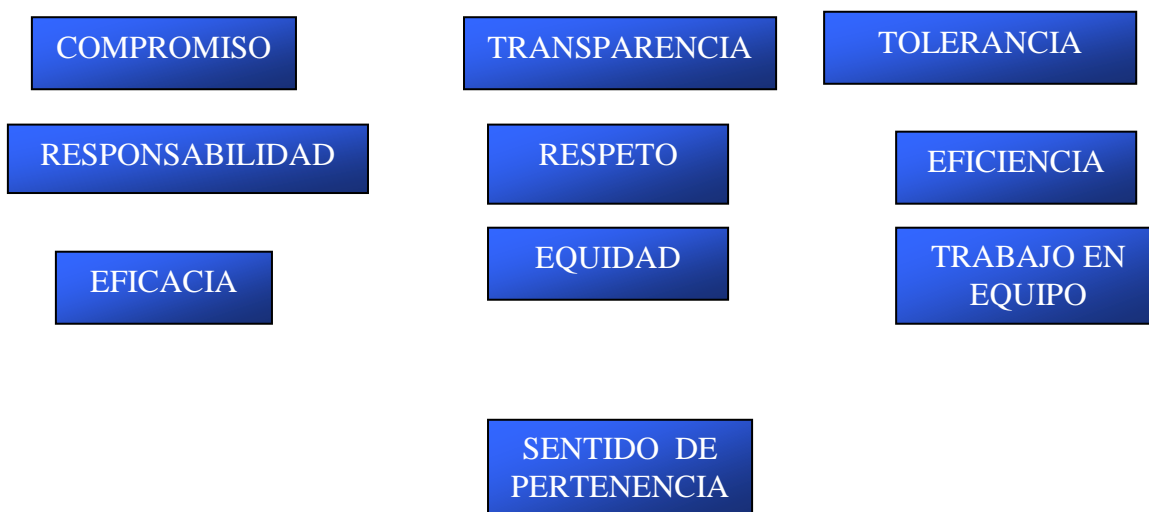 COMPROMISO
TRANSPARENCIA
TOLERANCIA
RESPONSABILIDAD
RESPETO
EFICIENCIA
EFICACIA
EQUIDAD
TRABAJO EN
EQUIPO
SENTIDO DE
PERTENENCIA